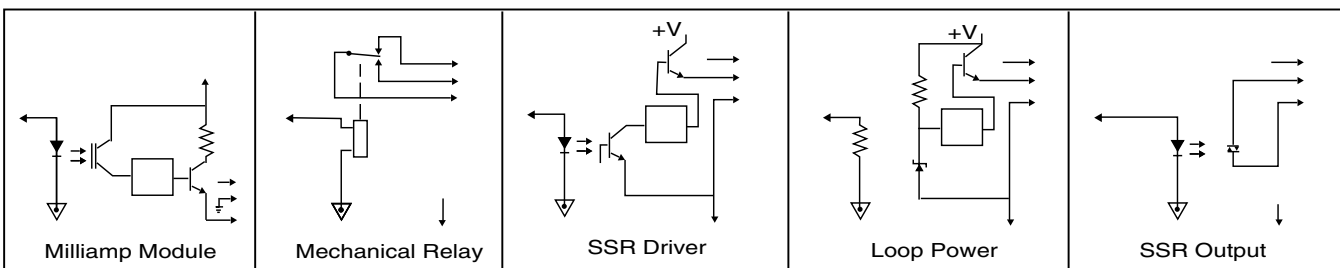 +V
+V
Milliamp Module
Mechanical Relay
SSR Driver
Loop Power
SSR Output